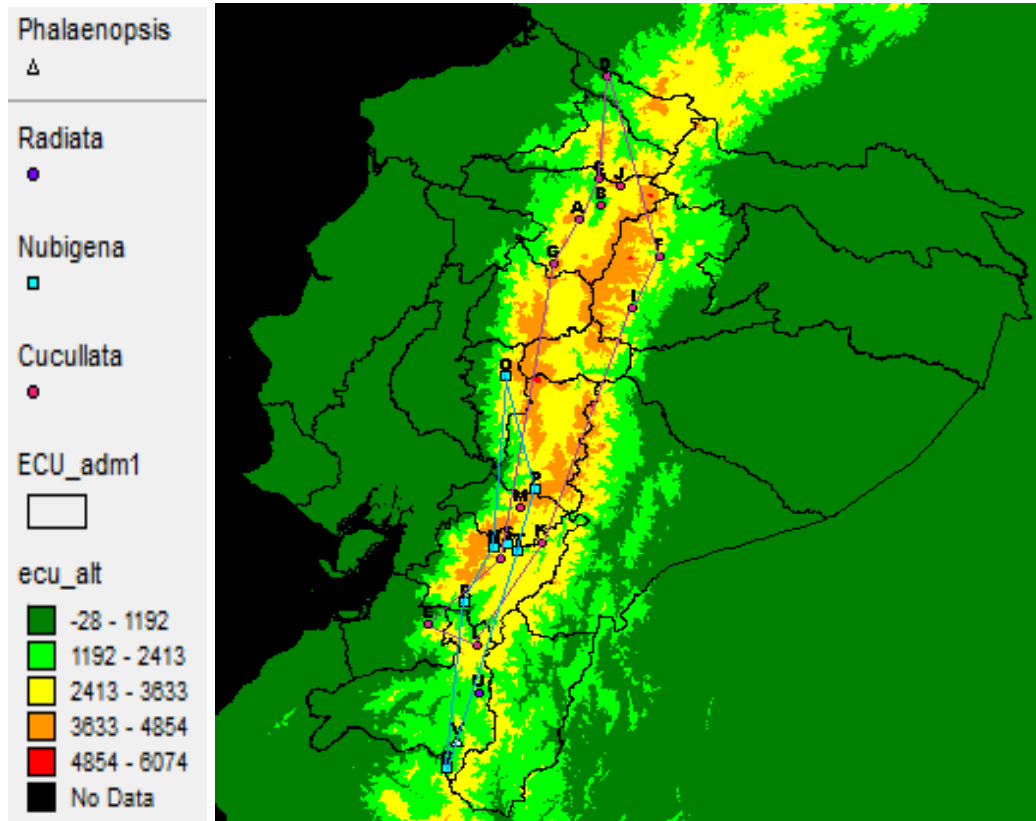 Phalaenopsis
Radiata
Nubigena
Cucullata
ECU_adm1
ecu_alt
-28 - 1192
1192 - 2413
2413 - 3633
3633 - 4854
4854 - 6074
No Data
D
J
B
A
G
F
I
O
P
M
K
E
U
V